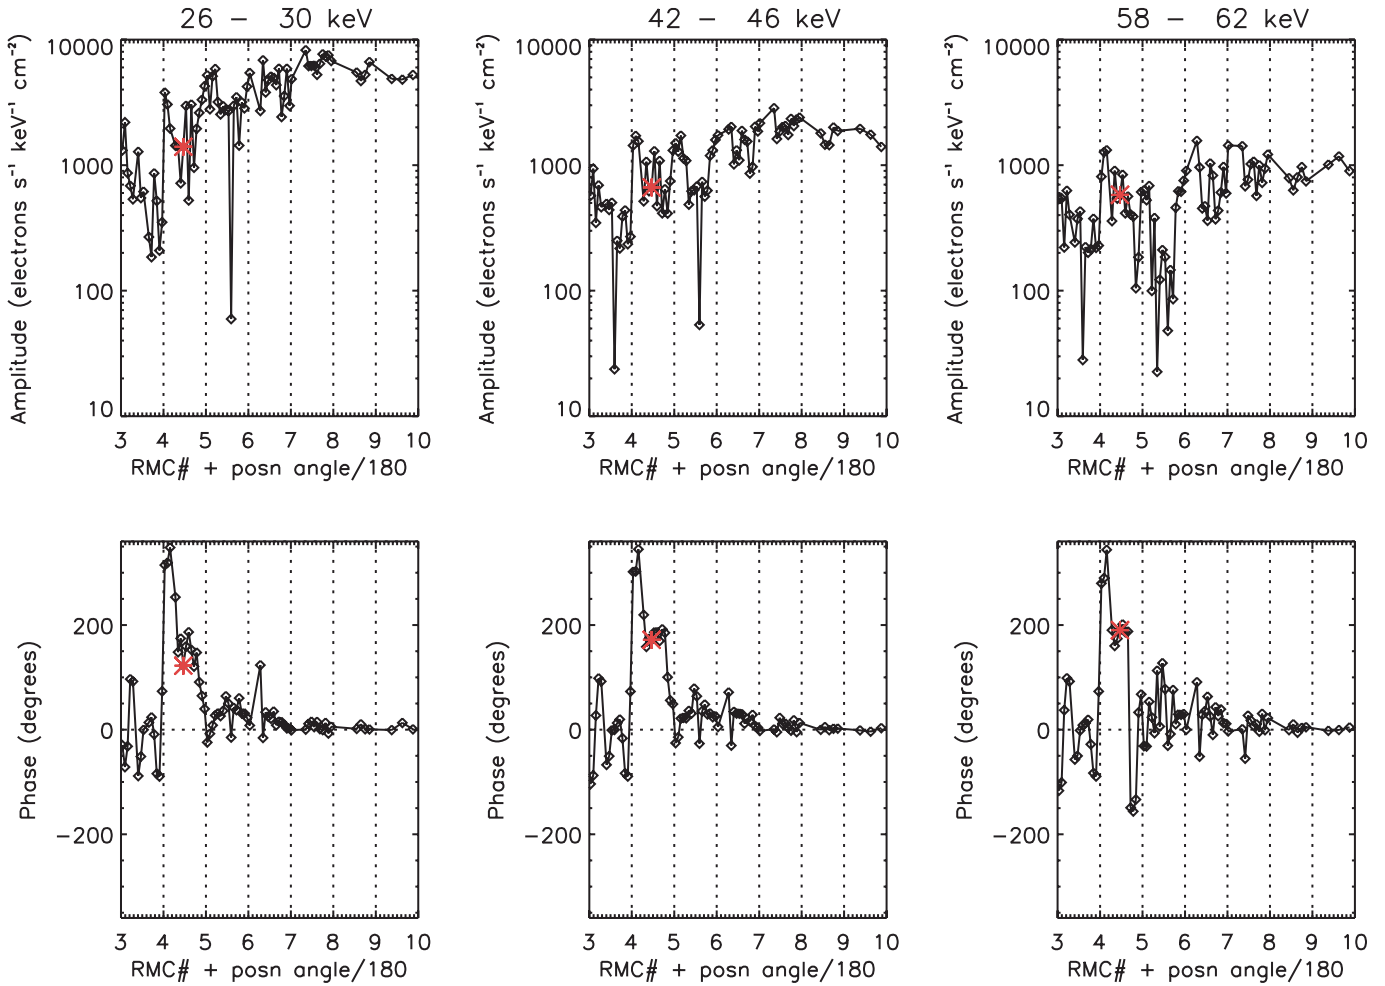 26 − 30 keV
42 − 46 keV
58 − 62 keV
Amplitude (electrons s⁻¹ keV⁻¹ cm⁻²)
10000
1000
100
10
3 4 5 6 7 8 9 10
RMC# + posn angle/180
Amplitude (electrons s⁻¹ keV⁻¹ cm⁻²)
10000
1000
100
10
3 4 5 6 7 8 9 10
RMC# + posn angle/180
Amplitude (electrons s⁻¹ keV⁻¹ cm⁻²)
10000
1000
100
10
3 4 5 6 7 8 9 10
RMC# + posn angle/180
Phase (degrees)
200
0
−200
3 4 5 6 7 8 9 10
RMC# + posn angle/180
Phase (degrees)
200
0
−200
3 4 5 6 7 8 9 10
RMC# + posn angle/180
Phase (degrees)
200
0
−200
3 4 5 6 7 8 9 10
RMC# + posn angle/180